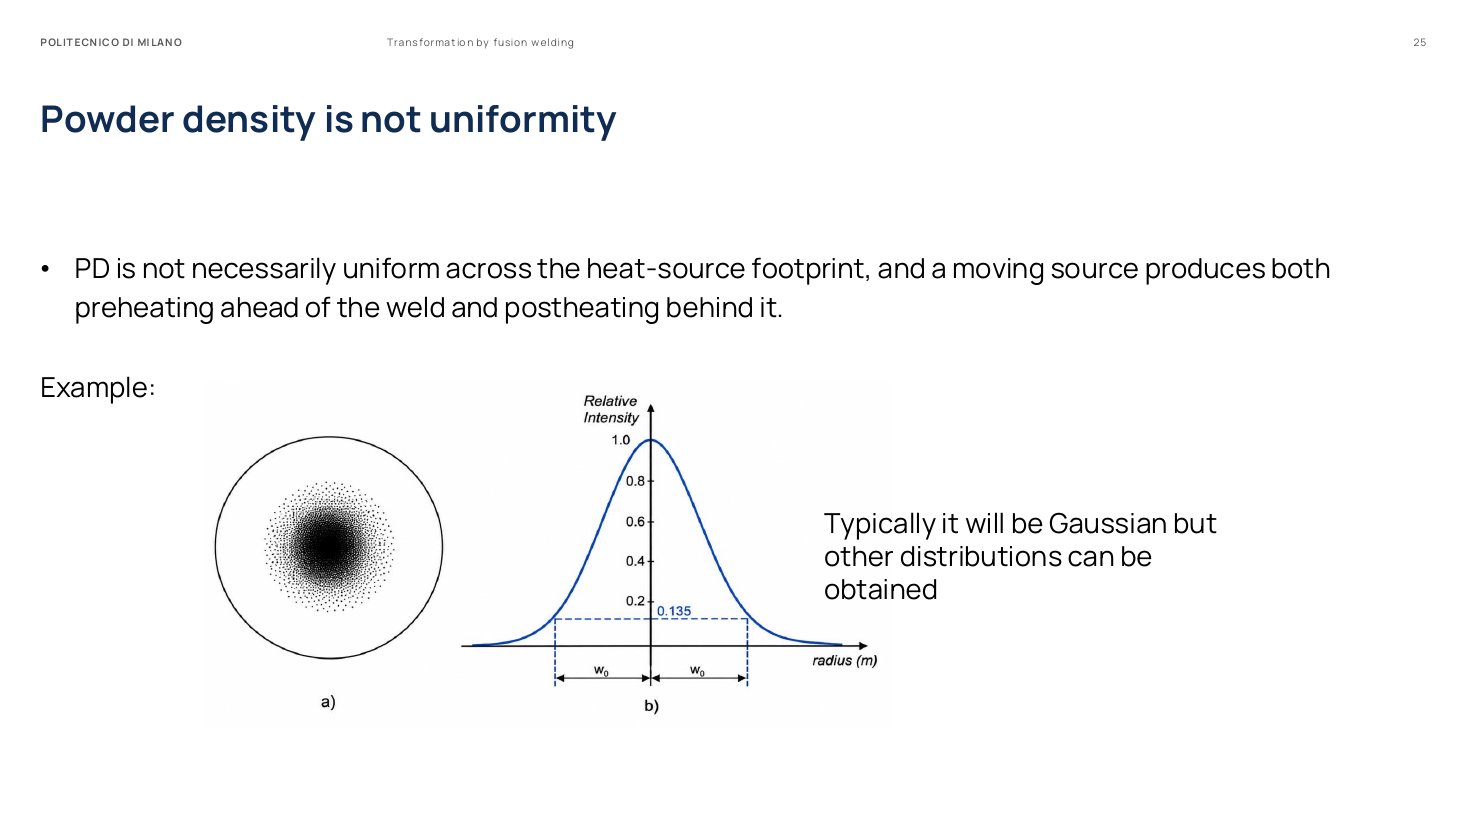 POLITECNICO DI MILANO
Transformation by fusion welding
25
Powder density is not uniformity
• PD is not necessarily uniform across the heat-source footprint, and a moving source produces both
preheating ahead of the weld and postheating behind it.
Example:
Relative
Intensity
1.0
0.8
0.6
0.4
0.2
0.135
radius (m)
w0
w0
a)
b)
Typically it will be Gaussian but
other distributions can be
obtained